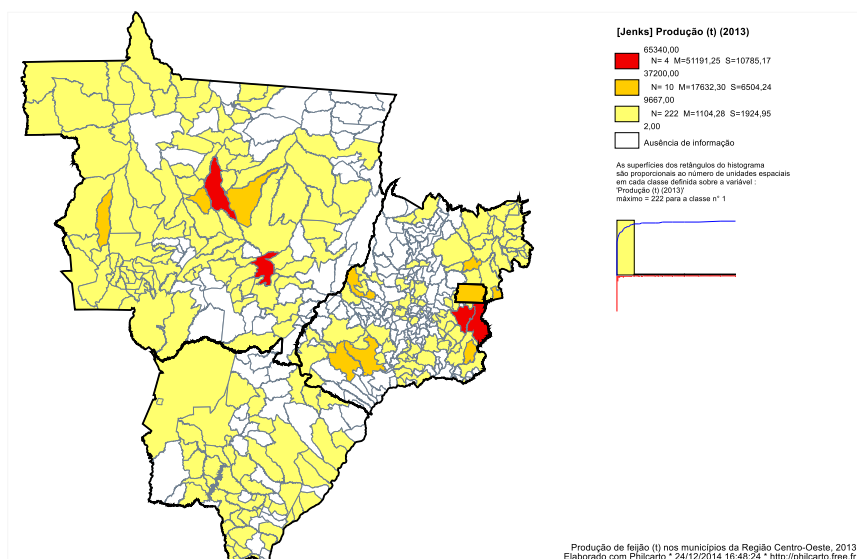 [Jenks] Produção (t) (2013)
65340,00
N= 4 M=51191,25 S=10785,17
37200,00
N= 10 M=17632,30 S=6504,24
9667,00
N= 222 M=1104,28 S=1924,95
2,00
Ausência de informação
As superfícies dos retângulos do histograma
são proporcionais ao número de unidades espaciais
em cada classe definida sobre a variável :
'Produção (t) (2013)'
máximo = 222 para a classe n° 1
Produção de feijão (t) nos municípios da Região Centro-Oeste, 2013
Elaborado com Philcarto * 24/12/2014 16:48:24 * http://philcarto.free.fr